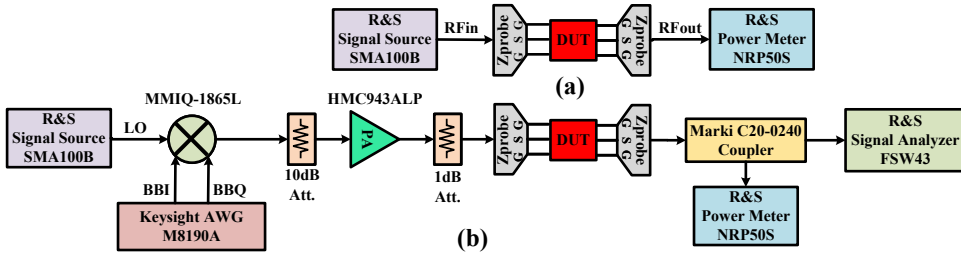 R&S
Signal Source
SMA100B
RFin
Zprobe
G S G
DUT
Zprobe
G S G
RFout
R&S
Power Meter
NRP50S
(a)
MMIQ-1865L
HMC943ALP
R&S
Signal Source
SMA100B
LO
BBI
BBQ
Keysight AWG
M8190A
10dB
Att.
PA
1dB
Att.
Zprobe
G S G
DUT
Zprobe
G S G
Marki C20-0240
Coupler
R&S
Signal Analyzer
FSW43
R&S
Power Meter
NRP50S
(b)